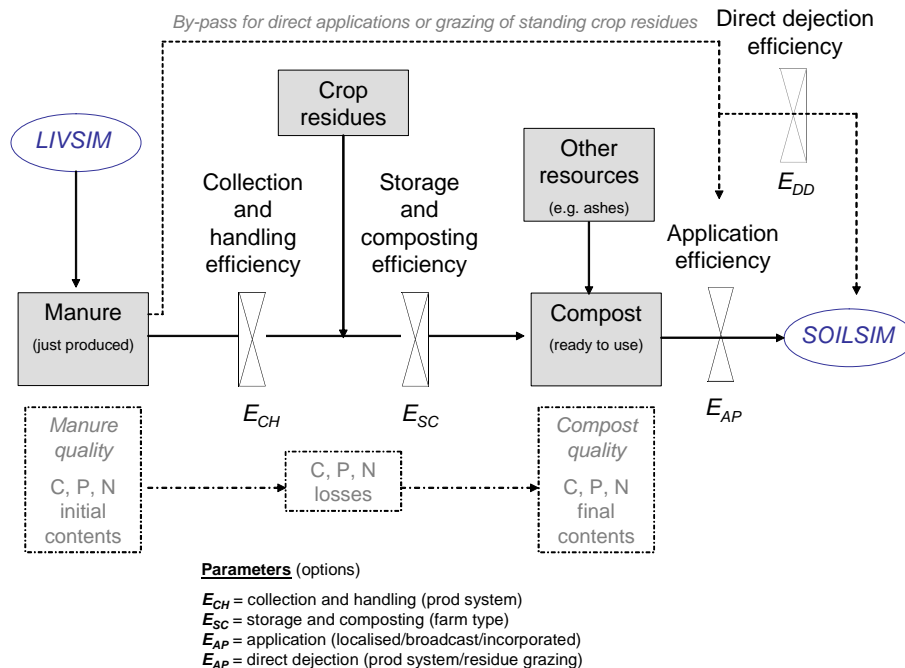 By-pass for direct applications or grazing of standing crop residues
Direct dejection
efficiency
Crop
residues
LIVSIM
Collection
and
handling
efficiency
Storage
and
composting
efficiency
Other
resources
(e.g. ashes)
E_DD
Application
efficiency
Manure
(just produced)
Compost
(ready to use)
SOILSIM
E_CH
E_SC
E_AP
Manure
quality
C, P, N
initial
contents
C, P, N
losses
Compost
quality
C, P, N
final
contents
Parameters (options)
E_CH = collection and handling (prod system)
E_SC = storage and composting (farm type)
E_AP = application (localised/broadcast/incorporated)
E_AP = direct dejection (prod system/residue grazing)